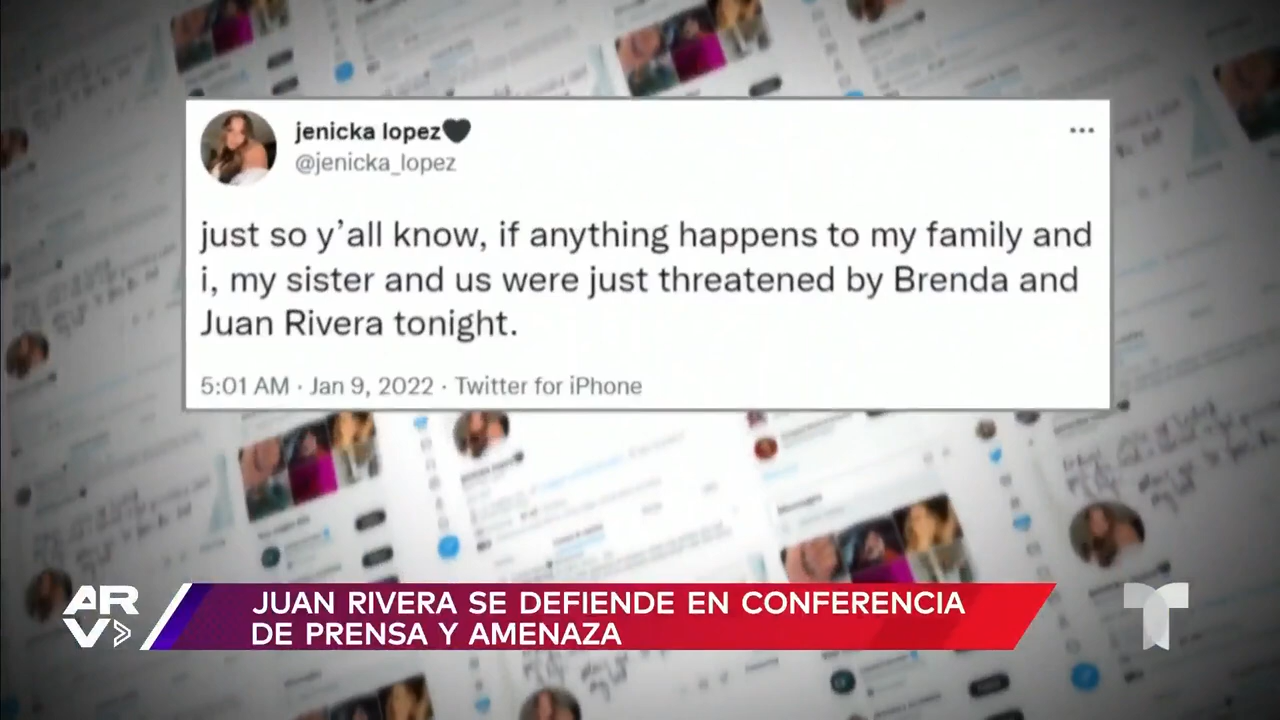 jenicka lopez🖤
@jenicka_lopez
just so y’all know, if anything happens to my family and
i, my sister and us were just threatened by Brenda and
Juan Rivera tonight.
5:01 AM · Jan 9, 2022 · Twitter for iPhone
ARV
JUAN RIVERA SE DEFIENDE EN CONFERENCIA
DE PRENSA Y AMENAZA